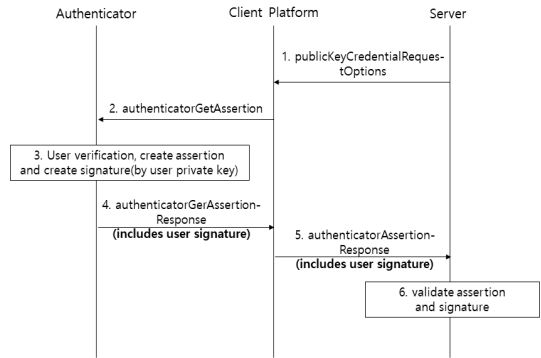 Authenticator
Client Platform
Server
1. publicKeyCredentialReques-
tOptions
2. authenticatorGetAssertion
3. User verification, create assertion
and create signature(by user private key)
4. authenticatorGerAssertion-
Response
(includes user signature)
5. authenticatorAssertion-
Response
(includes user signature)
6. validate assertion
and signature